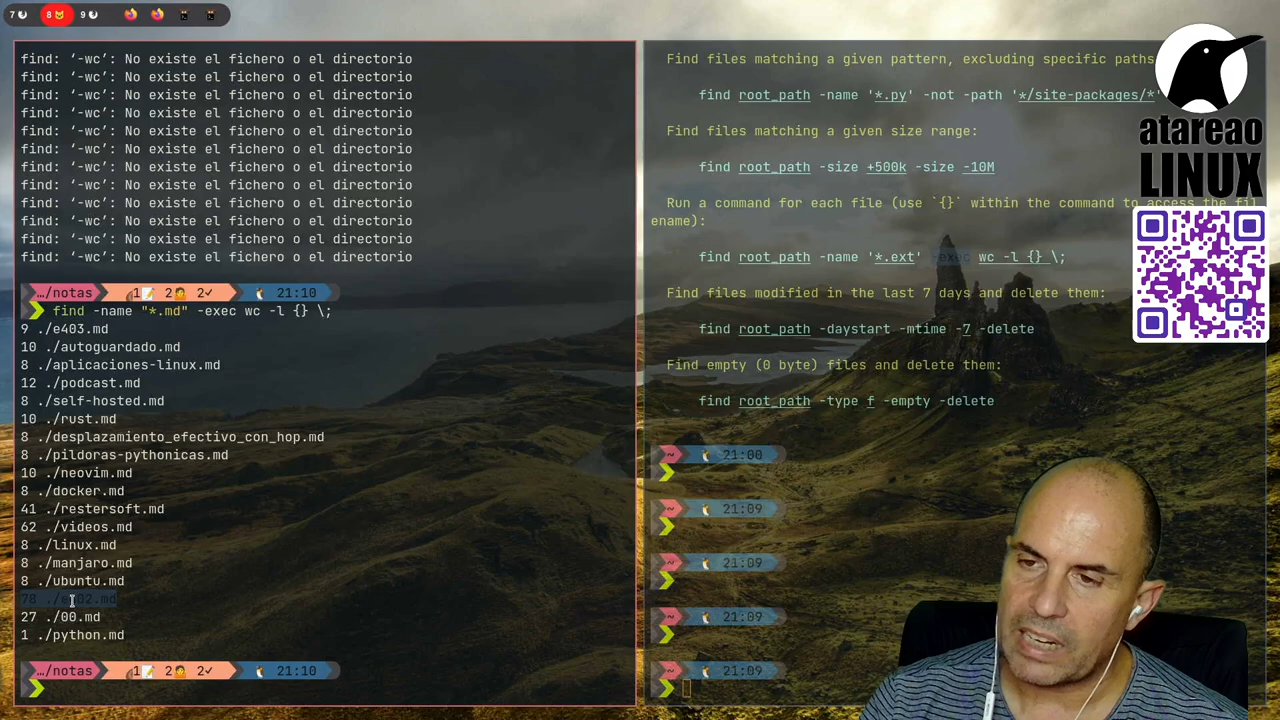 7 8 9
find: ‘-wc’: No existe el fichero o el directorio
find: ‘-wc’: No existe el fichero o el directorio
find: ‘-wc’: No existe el fichero o el directorio
find: ‘-wc’: No existe el fichero o el directorio
find: ‘-wc’: No existe el fichero o el directorio
find: ‘-wc’: No existe el fichero o el directorio
find: ‘-wc’: No existe el fichero o el directorio
find: ‘-wc’: No existe el fichero o el directorio
find: ‘-wc’: No existe el fichero o el directorio
find: ‘-wc’: No existe el fichero o el directorio
find: ‘-wc’: No existe el fichero o el directorio
find: ‘-wc’: No existe el fichero o el directorio
…/notas 1 2 2✓ 21:10
find -name "*.md" -exec wc -l {} \;
9 ./e403.md
10 ./autoguardado.md
8 ./aplicaciones-linux.md
12 ./podcast.md
8 ./self-hosted.md
10 ./rust.md
8 ./desplazamiento_efectivo_con_hop.md
8 ./pildoras-pythonicas.md
10 ./neovim.md
8 ./docker.md
41 ./restersoft.md
62 ./videos.md
8 ./linux.md
8 ./manjaro.md
8 ./ubuntu.md
78 ./e402.md
27 ./00.md
1 ./python.md
…/notas 1 2 2✓ 21:10
Find files matching a given pattern, excluding specific paths
find root_path -name '*.py' -not -path '*/site-packages/*'
Find files matching a given size range:
find root_path -size +500k -size -10M
Run a command for each file (use `{}` within the command to access the fil
ename):
find root_path -name '*.ext' -exec wc -l {} \;
Find files modified in the last 7 days and delete them:
find root_path -daystart -mtime -7 -delete
Find empty (0 byte) files and delete them:
find root_path -type f -empty -delete
~ 21:00
~ 21:09
~ 21:09
~ 21:09
~ 21:09
atareao
LINUX